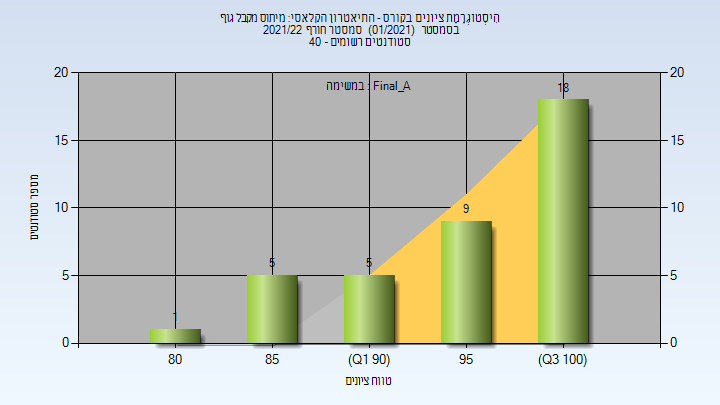 היסטוגרמת ציונים בקורס - התיאטרון הקלאסי: מיתוס מקבל גוף
בסמסטר (01/2021) סמסטר חורף 2021/22
סטודנטים רשומים - 40
במשימה : Final_A
20 20
15 15
10 10
5 5
0 0
מספר סטודנטים
1 5 5 9 18
80 85 (Q1 90) 95 (Q3 100)
טווח ציונים